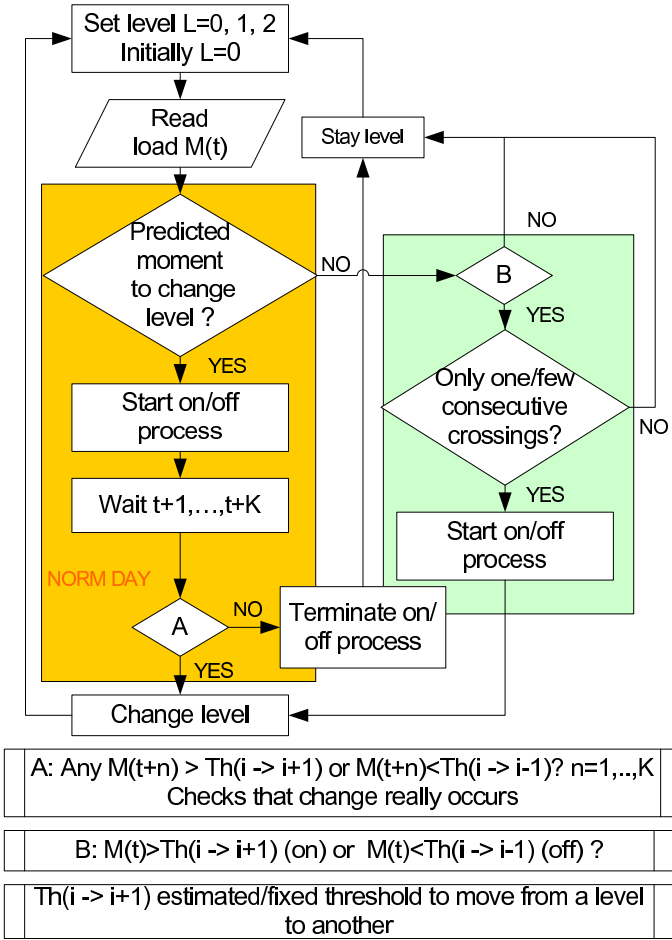 Set level L=0, 1, 2
Initially L=0
Read
load M(t)
Stay level
Predicted
moment
to change
level ?
NO
B
NO
YES
YES
Start on/off
process
Only one/few
consecutive
crossings?
NO
Wait t+1,…,t+K
YES
Start on/off
process
NORM DAY
A
NO
Terminate on/
off process
YES
Change level
A: Any M(t+n) > Th(i -> i+1) or M(t+n)<Th(i -> i-1)? n=1,..,K
Checks that change really occurs
B: M(t)>Th(i -> i+1) (on) or M(t)<Th(i -> i-1) (off) ?
Th(i -> i+1) estimated/fixed threshold to move from a level
to another